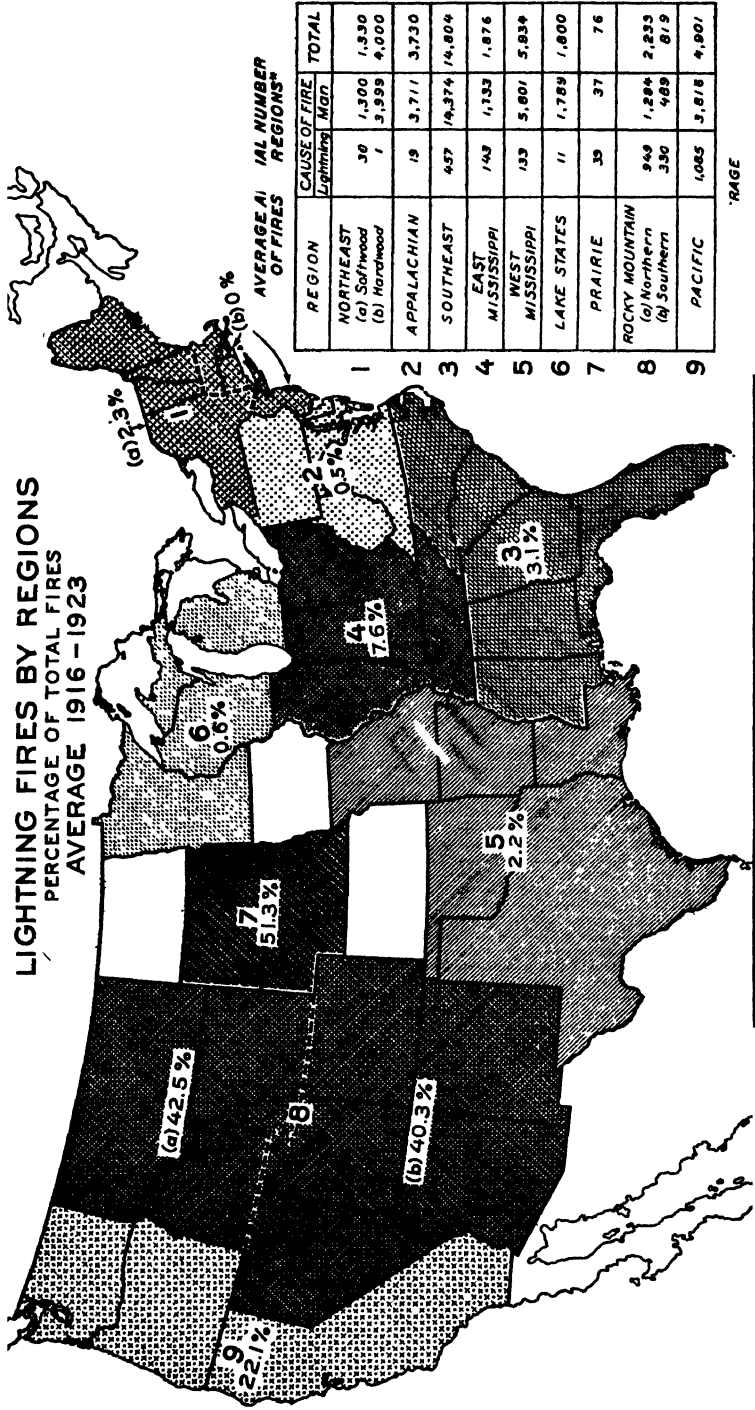 LIGHTNING FIRES BY REGIONS
PERCENTAGE OF TOTAL FIRES
AVERAGE 1916-1923
(a) 42.5%
8
(b) 40.3%
9
22.1%
7
51.3%
6
0.6%
5
2.2%
4
7.6%
3
3.1%
2
0.5%
(a) 2.3%
1
(b) 0%
AVERAGE A IAL NUMBER
OF FIRES REGIONS*
REGION CAUSE OF FIRE TOTAL
Lightning Man
1 NORTHEAST
(a) Softwood 30 1,300 1,330
(b) Hardwood 1 3,999 4,000
2 APPALACHIAN 19 3,711 3,730
3 SOUTHEAST 457 14,374 14,804
4 EAST MISSISSIPPI 143 1,733 1,876
5 WEST MISSISSIPPI 133 5,801 5,934
6 LAKE STATES 11 1,789 1,800
7 PRAIRIE 39 37 76
8 ROCKY MOUNTAIN
(a) Northern 949 1,284 2,233
(b) Southern 330 489 819
9 PACIFIC 1,085 3,816 4,901
RAGE